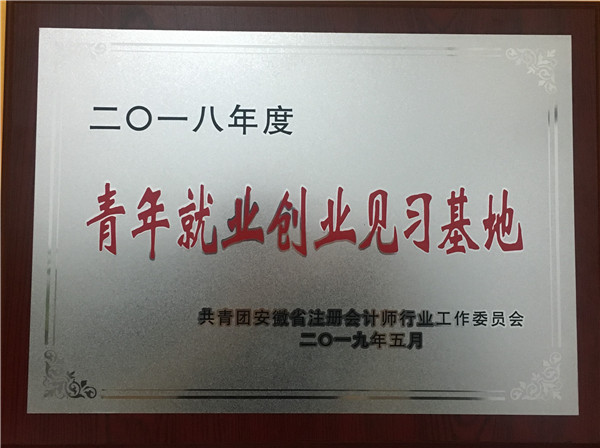 二〇一八年度
青年就业创业见习基地
共青团安徽省注册会计师行业工作委员会
二〇一九年五月